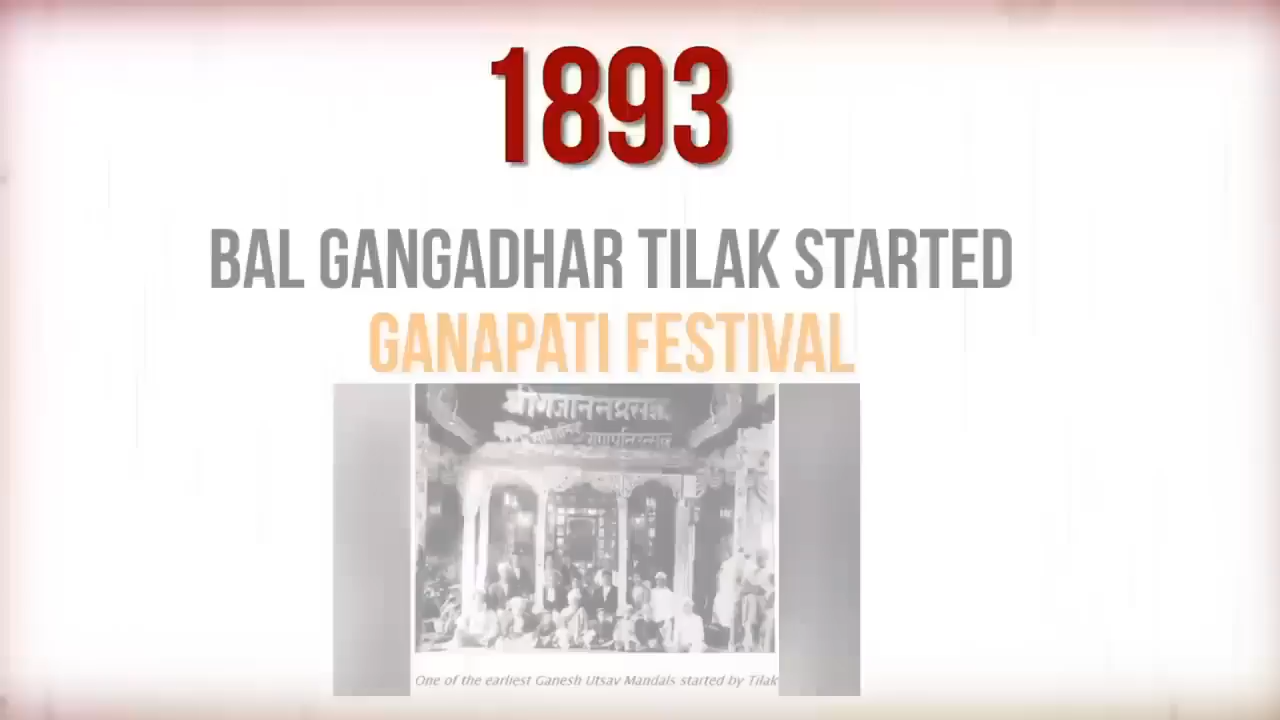 1893
BAL GANGADHAR TILAK STARTED
GANAPATI FESTIVAL
One of the earliest Ganesh Utsav Mandals started by Tilak